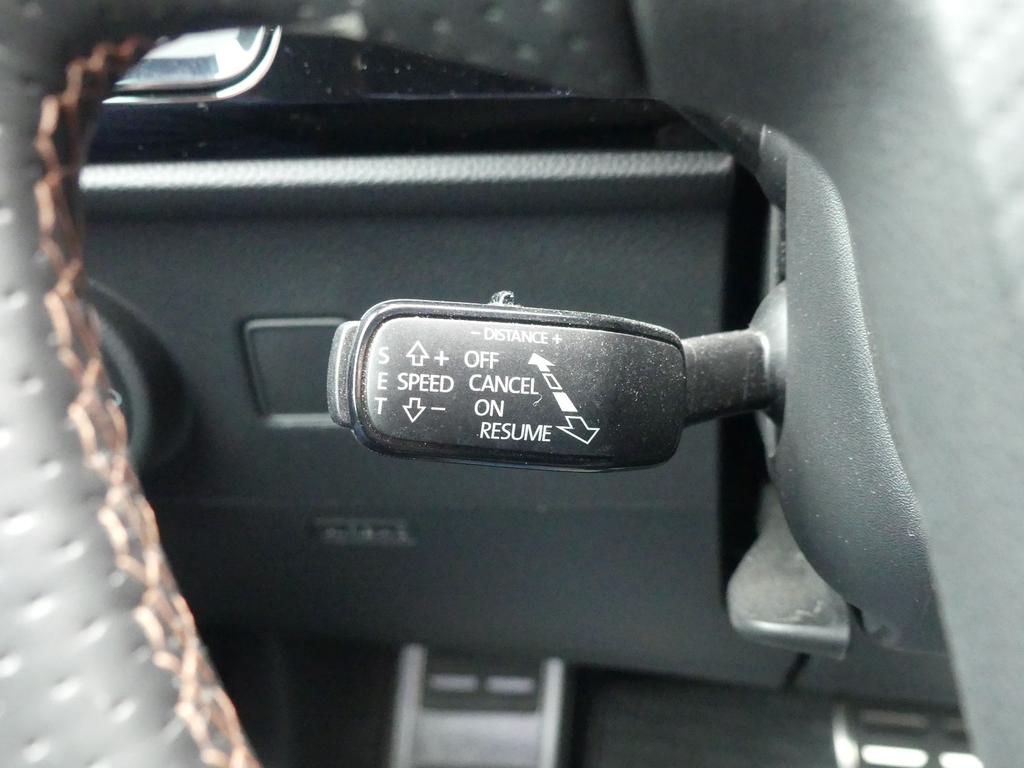 - DISTANCE +
S + OFF
E SPEED CANCEL
T - ON
RESUME